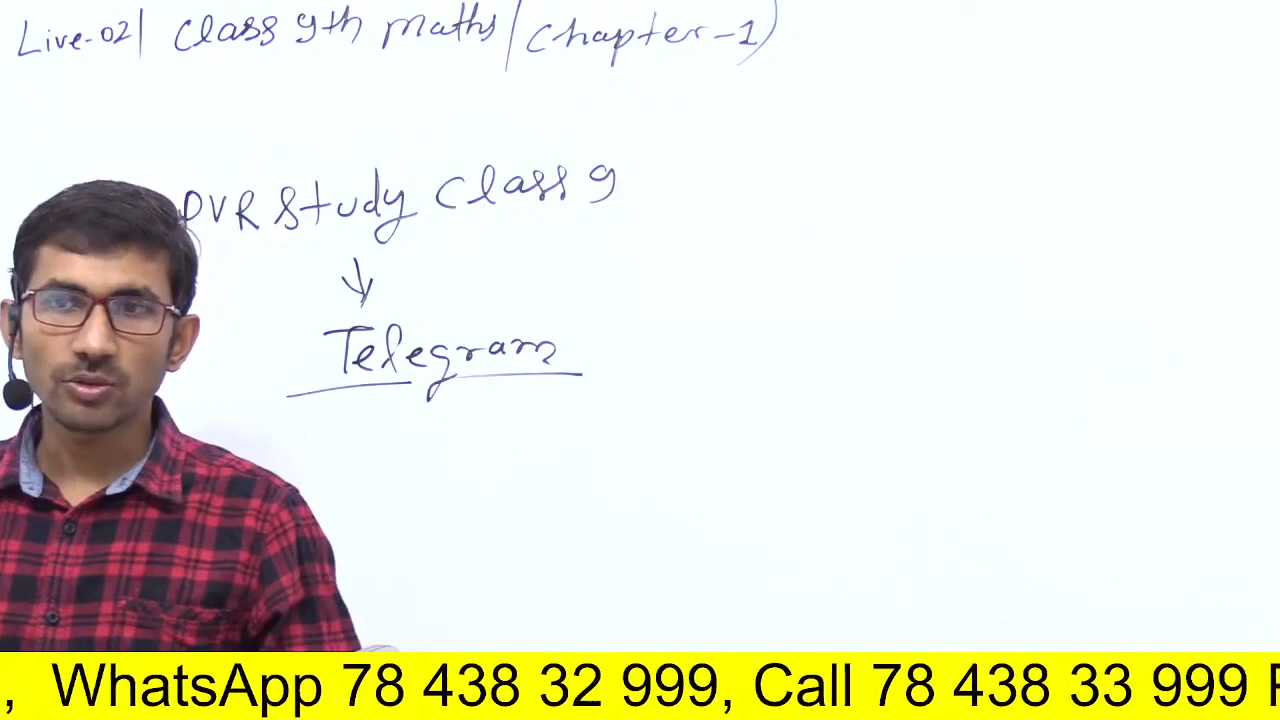 Live-02| Class 9th maths/(chapter-1)
PVR Study Class 9
↓
Telegram
, WhatsApp 78 438 32 999, Call 78 438 33 999